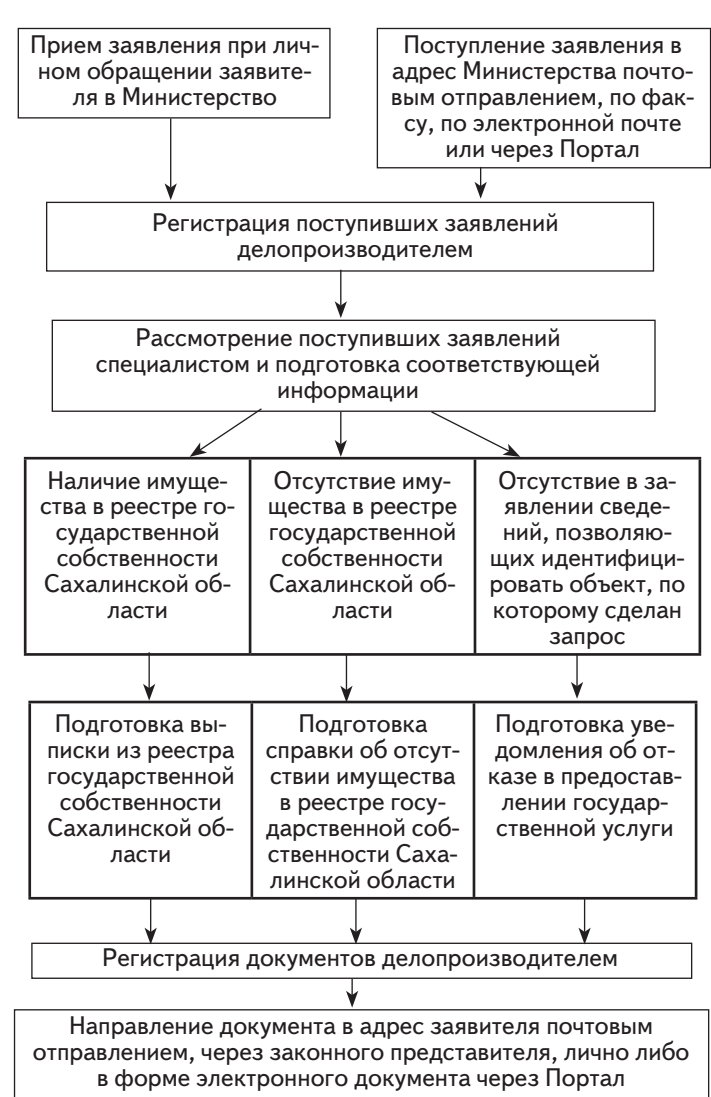 Прием заявления при лич-
ном обращении заявите-
ля в Министерство
Поступление заявления в
адрес Министерства почто-
вым отправлением, по фак-
су, по электронной почте
или через Портал
Регистрация поступивших заявлений
делопроизводителем
Рассмотрение поступивших заявлений
специалистом и подготовка соответствующей
информации
Наличие имуще-
ства в реестре го-
сударственной
собственности
Сахалинской об-
ласти
Отсутствие иму-
щества в реестре
государственной
собственности
Сахалинской об-
ласти
Отсутствие в за-
явлении сведе-
ний, позволяю-
щих идентифици-
ровать объект, по
которому сделан
запрос
Подготовка вы-
писки из реестра
государственной
собственности
Сахалинской об-
ласти
Подготовка
справки об отсут-
ствии имущества
в реестре госу-
дарственной соб-
ственности Саха-
линской области
Подготовка уве-
домления об от-
казе в предостав-
лении государ-
ственной услуги
Регистрация документов делопроизводителем
Направление документа в адрес заявителя почтовым
отправлением, через законного представителя, лично либо
в форме электронного документа через Портал